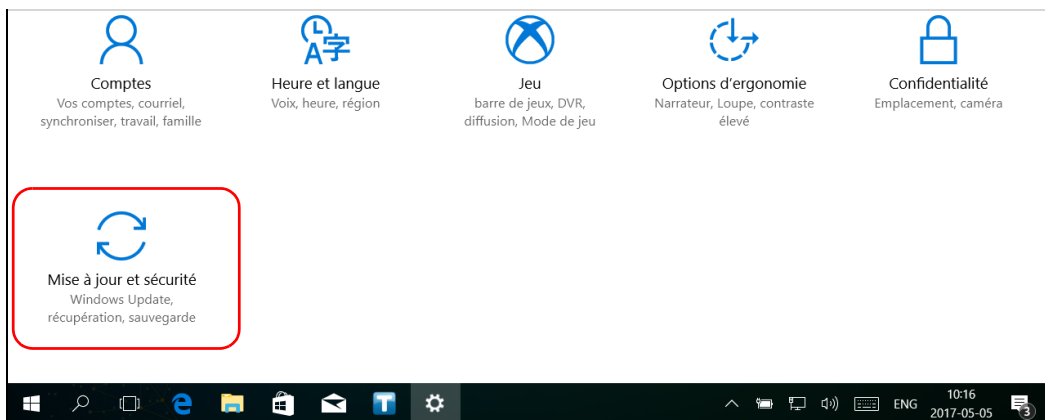 Comptes
Vos comptes, courriel,
synchroniser, travail, famille
Heure et langue
Voix, heure, région
Jeu
barre de jeux, DVR,
diffusion, Mode de jeu
Options d'ergonomie
Narrateur, Loupe, contraste
élevé
Confidentialité
Emplacement, caméra
Mise à jour et sécurité
Windows Update,
récupération, sauvegarde
ENG
10:16
2017-05-05
3